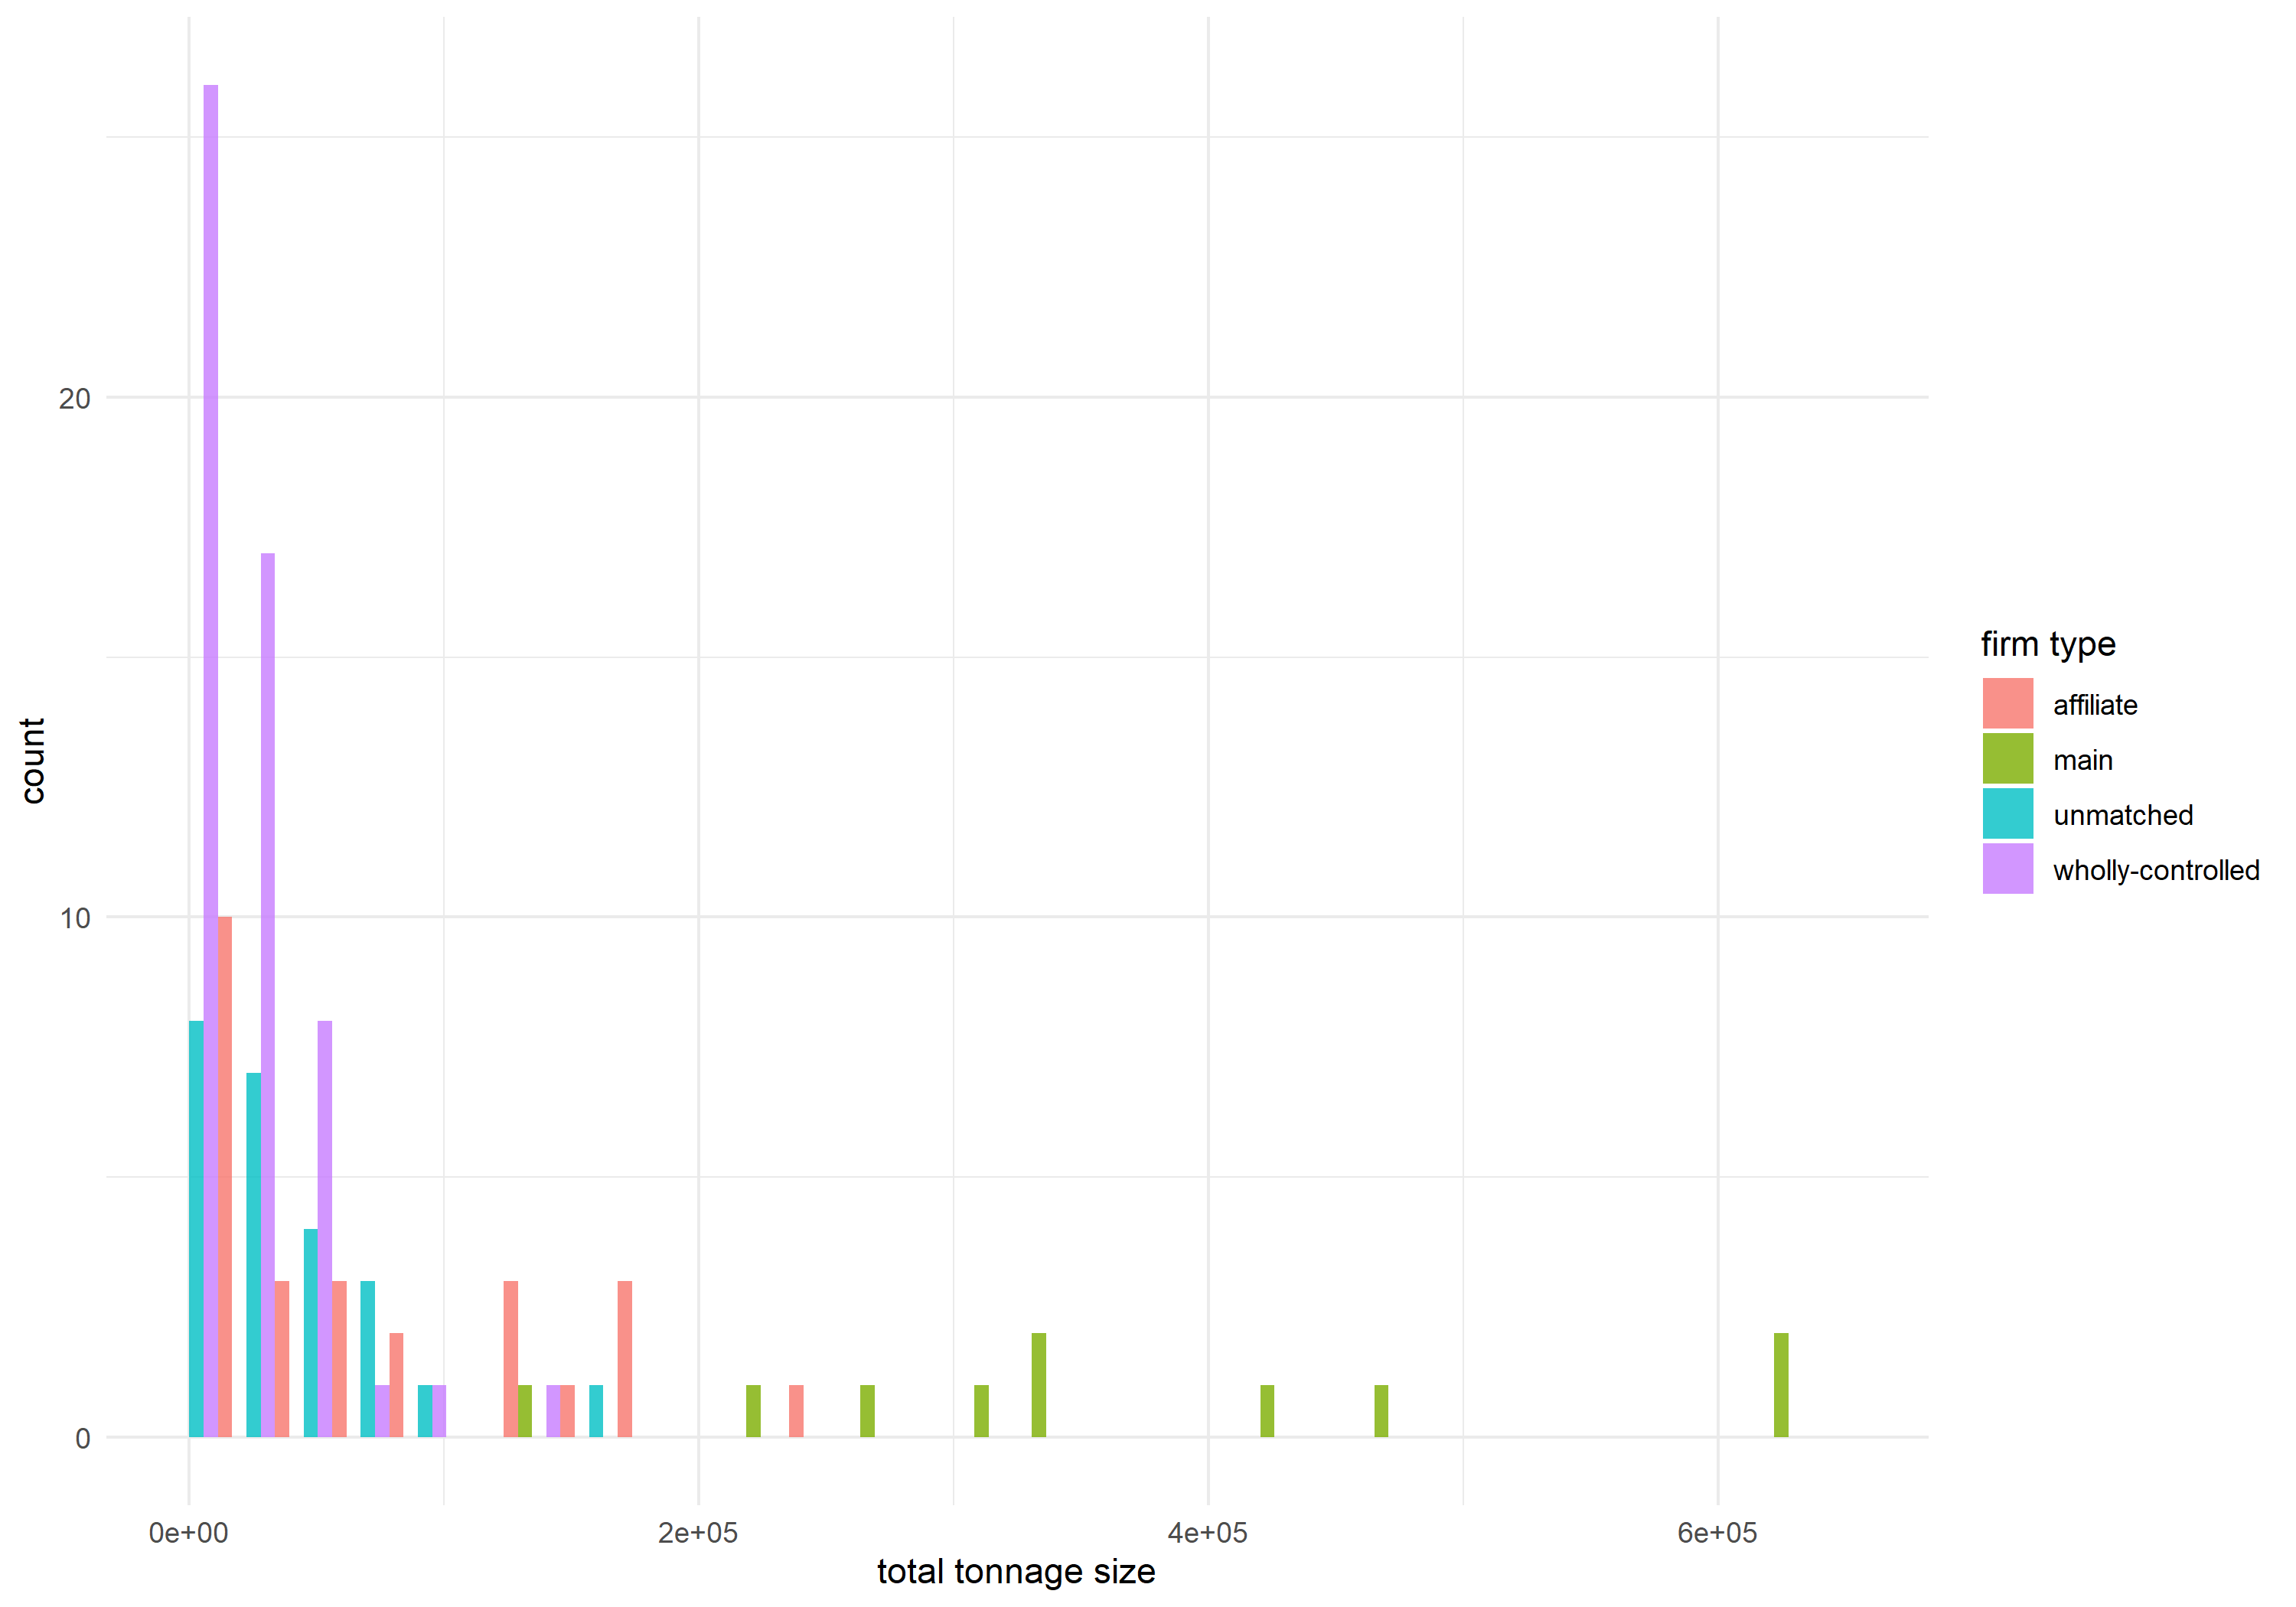 20
10
0
count
0e+00
2e+05
4e+05
6e+05
total tonnage size
firm type
affiliate
main
unmatched
wholly-controlled